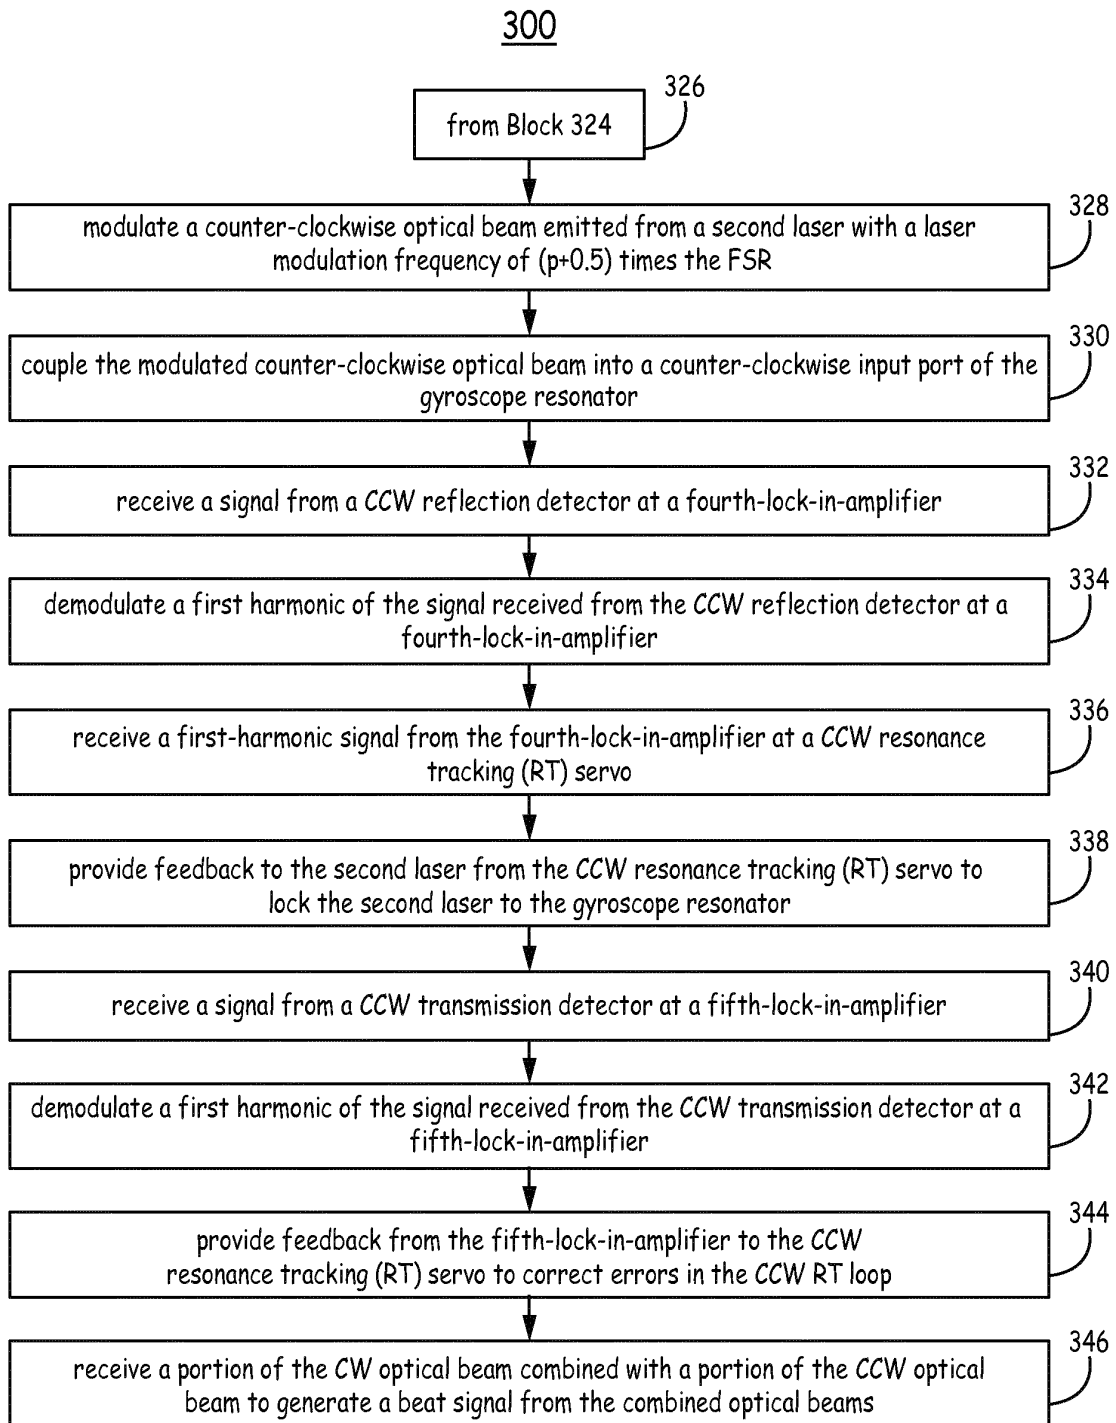 300
326
from Block 324
328
modulate a counter-clockwise optical beam emitted from a second laser with a laser
modulation frequency of (p+0.5) times the FSR
330
couple the modulated counter-clockwise optical beam into a counter-clockwise input port of the
gyroscope resonator
332
receive a signal from a CCW reflection detector at a fourth-lock-in-amplifier
334
demodulate a first harmonic of the signal received from the CCW reflection detector at a
fourth-lock-in-amplifier
336
receive a first-harmonic signal from the fourth-lock-in-amplifier at a CCW resonance
tracking (RT) servo
338
provide feedback to the second laser from the CCW resonance tracking (RT) servo to
lock the second laser to the gyroscope resonator
340
receive a signal from a CCW transmission detector at a fifth-lock-in-amplifier
342
demodulate a first harmonic of the signal received from the CCW transmission detector at a
fifth-lock-in-amplifier
344
provide feedback from the fifth-lock-in-amplifier to the CCW
resonance tracking (RT) servo to correct errors in the CCW RT loop
346
receive a portion of the CW optical beam combined with a portion of the CCW optical
beam to generate a beat signal from the combined optical beams